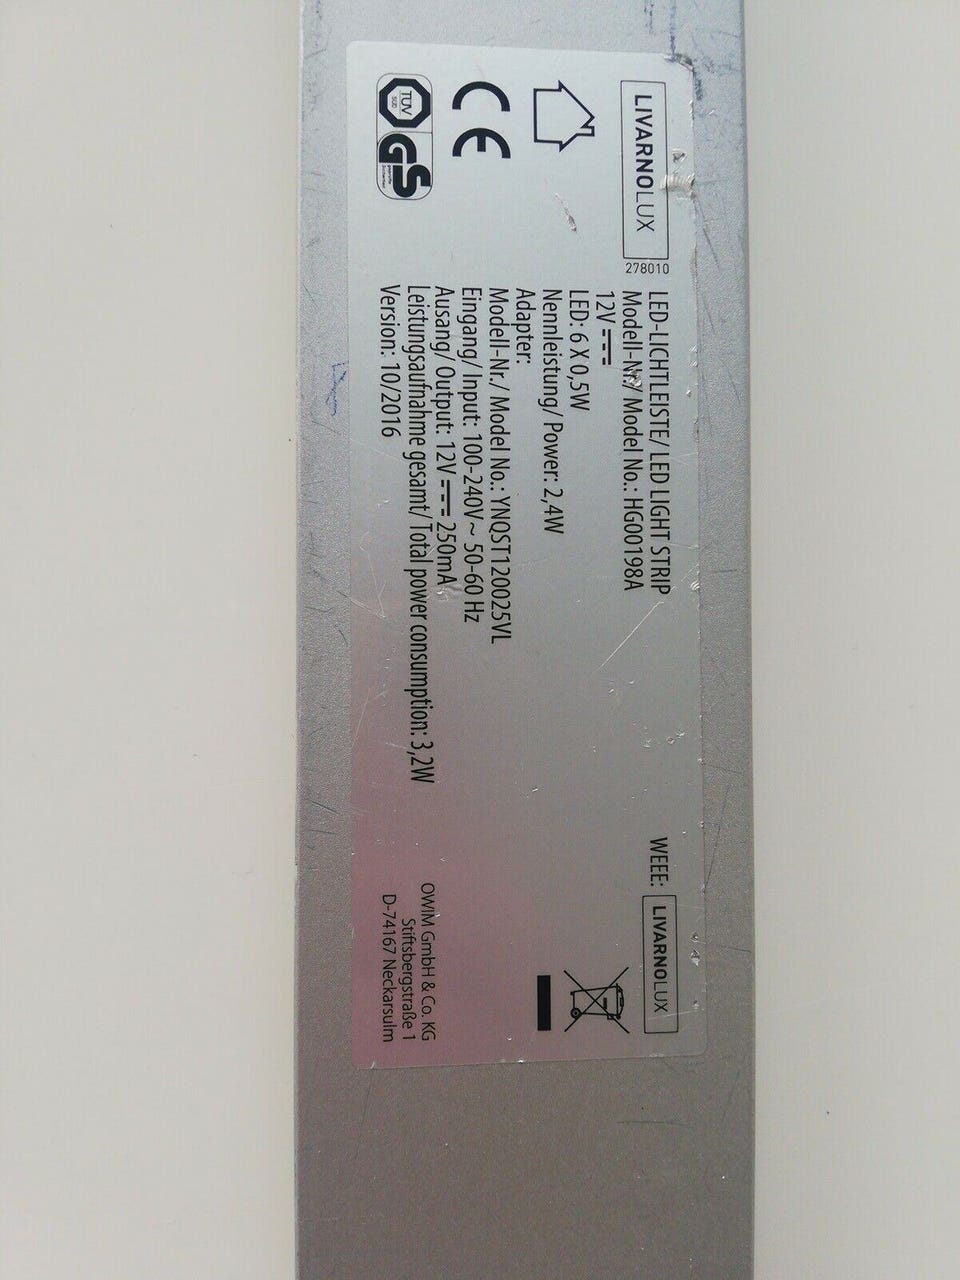 LIVARNOLUX
278010
LED-LICHTLEISTE/ LED LIGHT STRIP
Modell-Nr./ Model No.: HG00198A
12V
LED: 6 X 0,5W
Nennleistung/ Power: 2,4W
Adapter:
Modell-Nr./ Model No.: YNQST120025VL
Eingang/ Input: 100-240V~ 50-60 Hz
Ausang/ Output: 12V 250mA
Leistungsaufnahme gesamt/ Total power consumption: 3,2W
Version: 10/2016
CE
TÜV
SÜD
GS
geprüfte
Sicherheit
WEEE:
LIVARNOLUX
OWIM GmbH & Co. KG
Stiftsbergstraße 1
D-74167 Neckarsulm